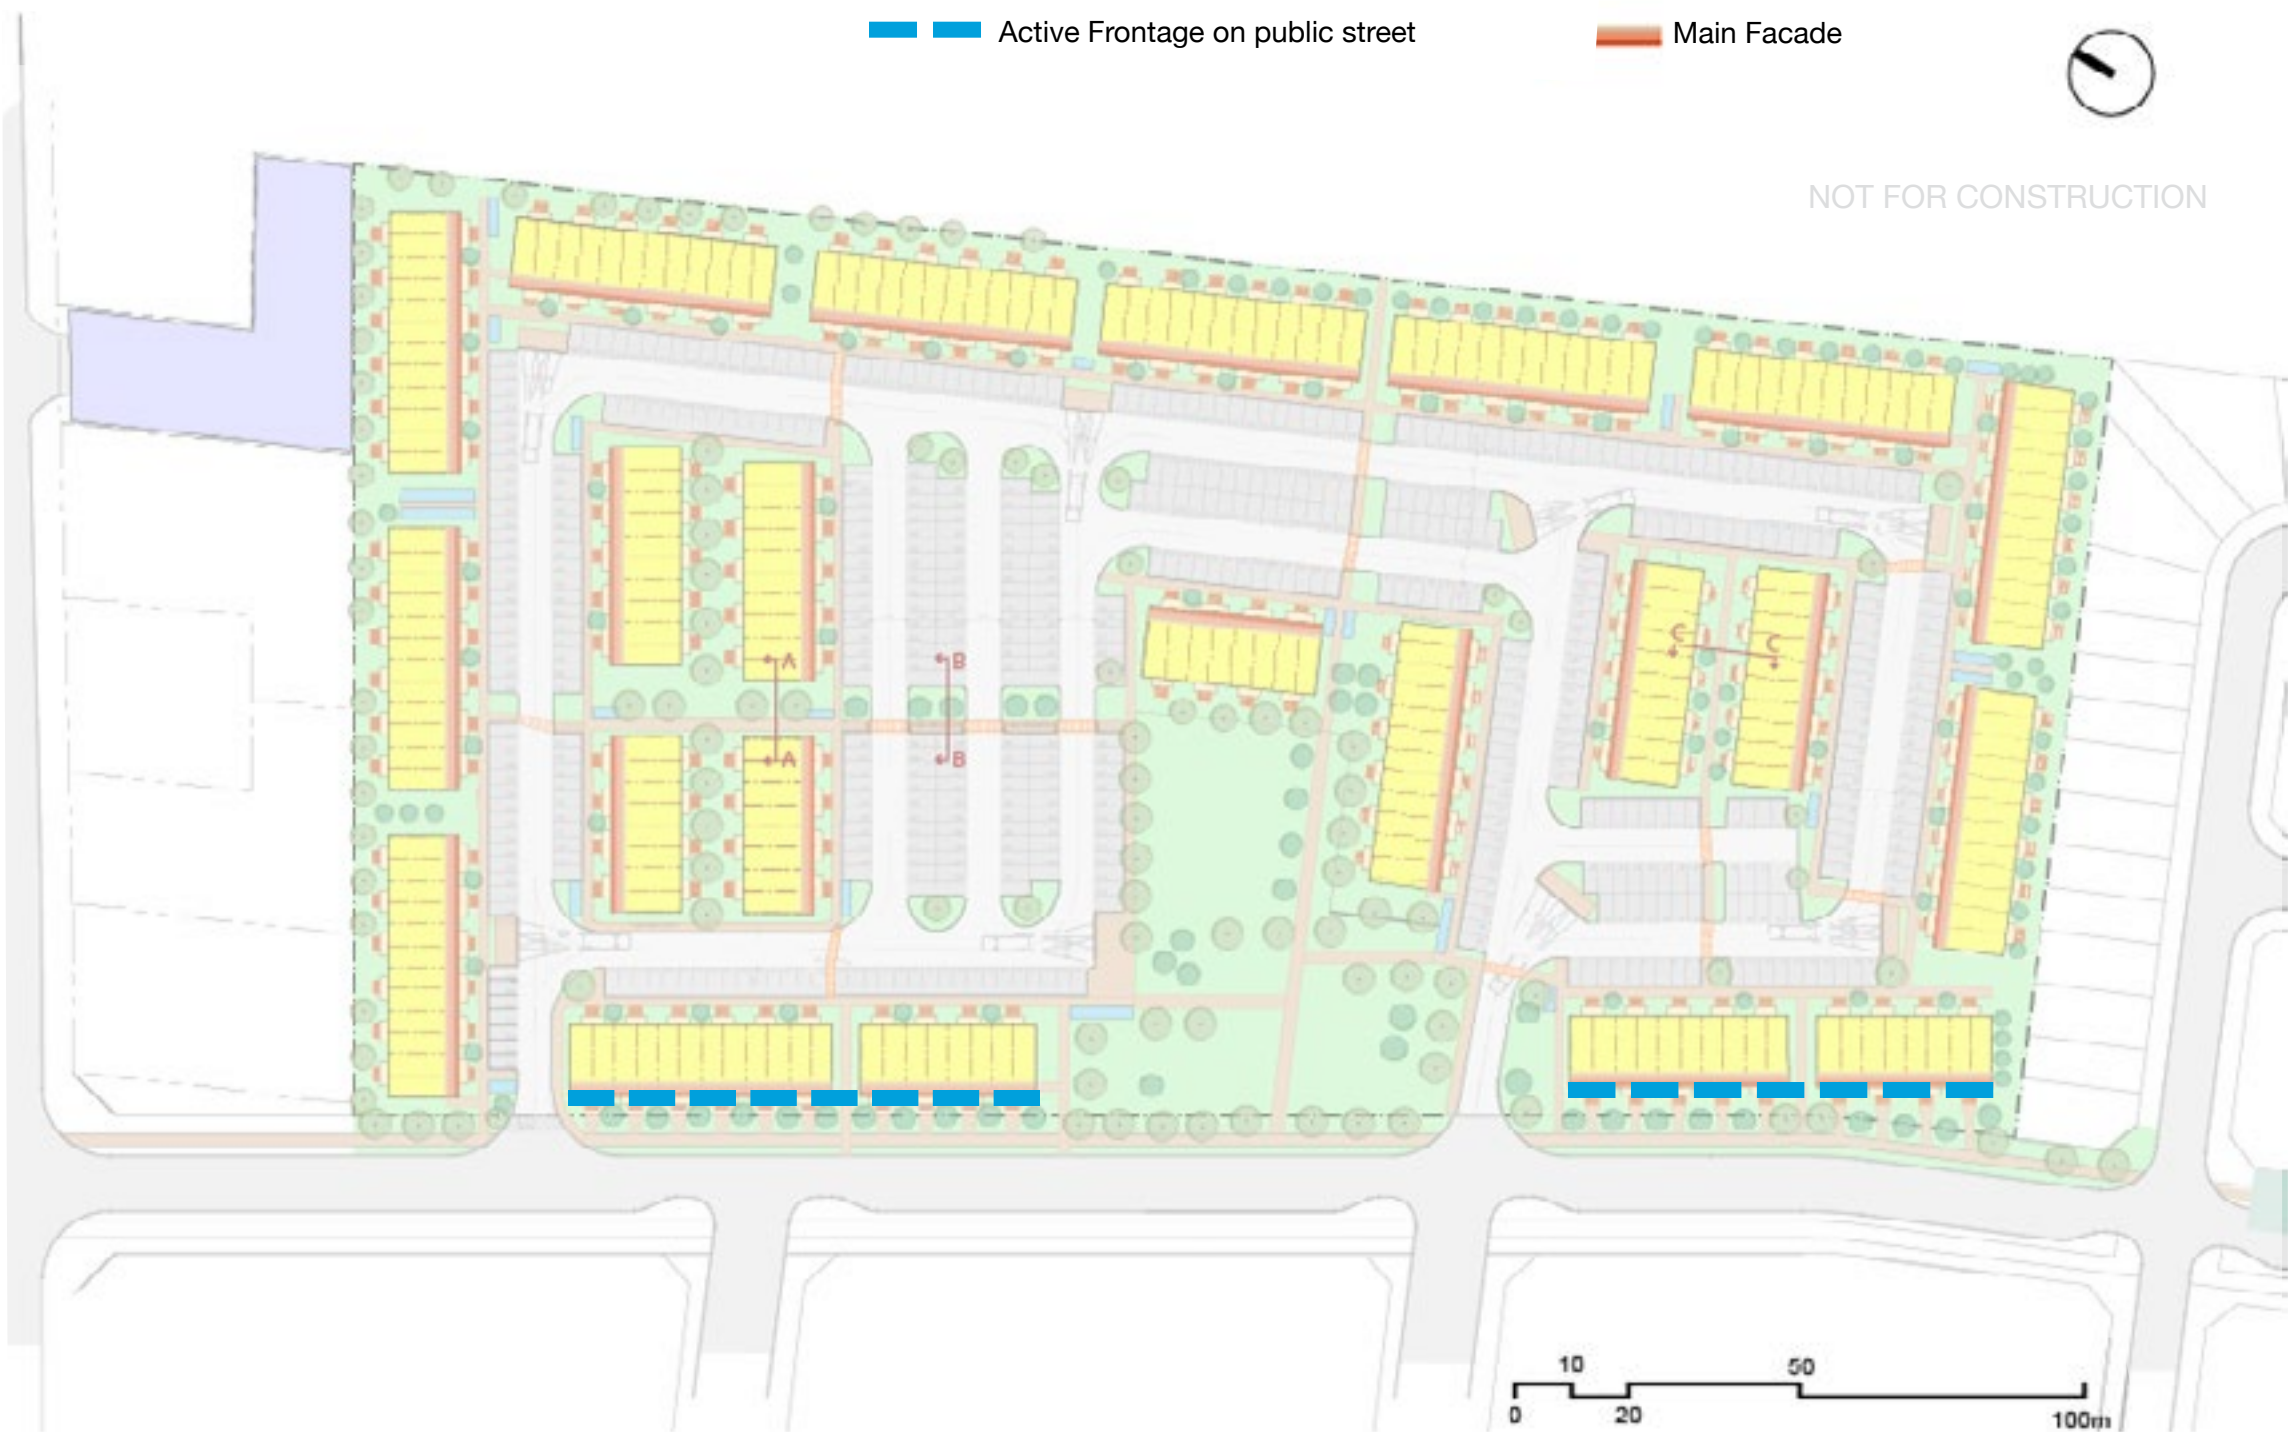 Active Frontage on public street
Main Facade
NOT FOR CONSTRUCTION
C
C
A
B
A
B
10
50
0
20
100m